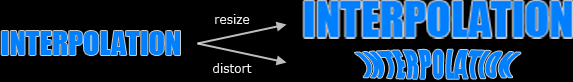 INTERPOLATION
resize
distort
INTERPOLATION
INTERPOLATION